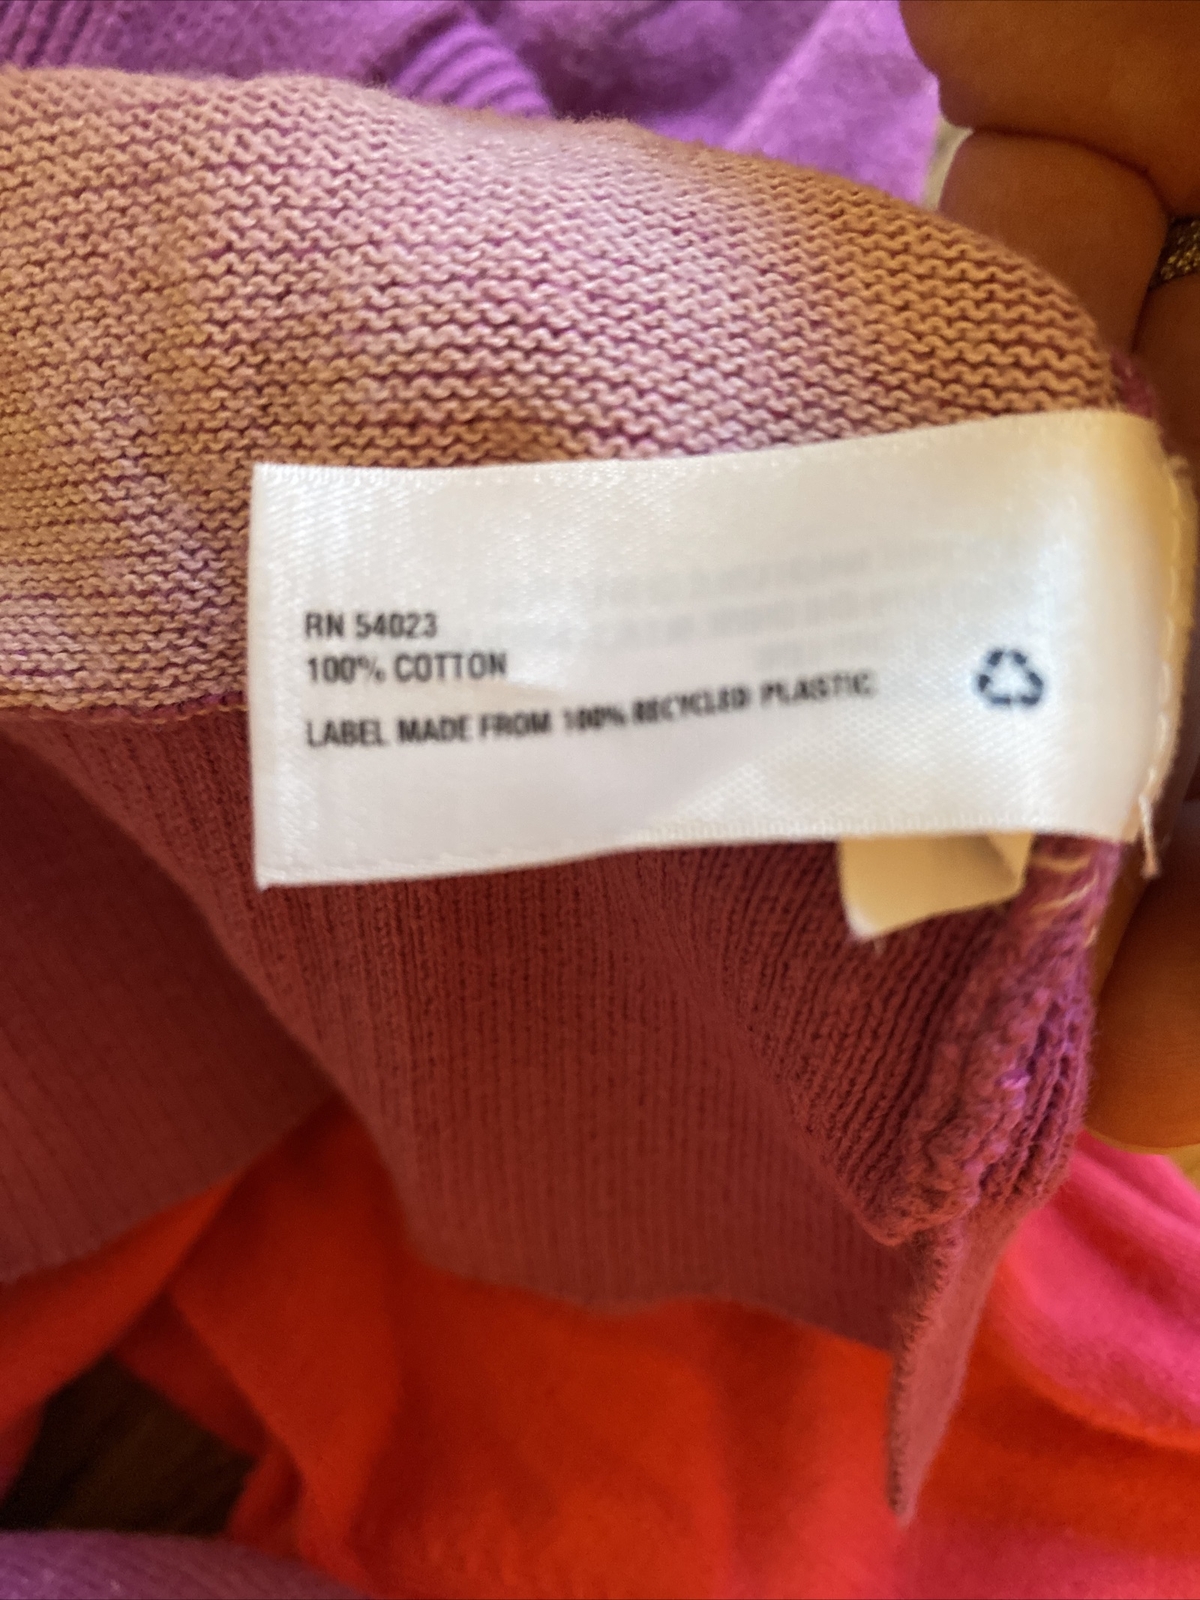 RN 54023
100% COTTON
LABEL MADE FROM 100% RECYCLED PLASTIC